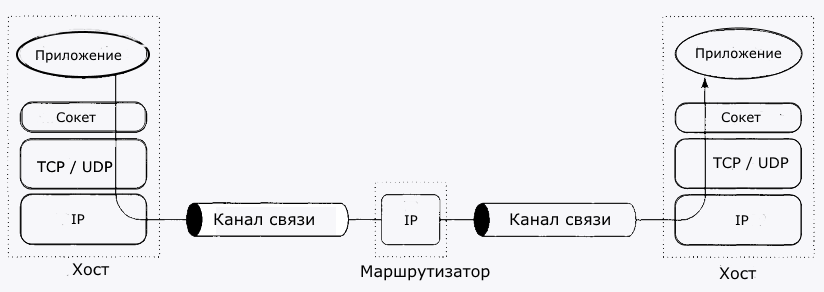 Приложение
Сокет
TCP / UDP
IP
Хост
Канал связи
IP
Маршрутизатор
Канал связи
Приложение
Сокет
TCP / UDP
IP
Хост